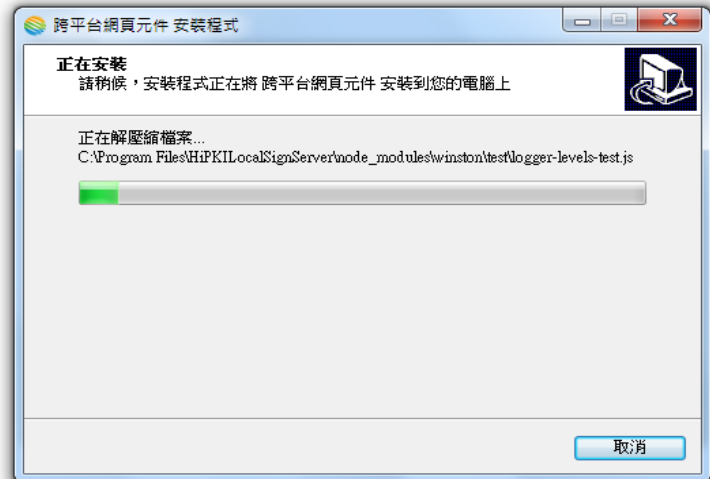 跨平台網頁元件 安裝程式
正在安裝
請稍候，安裝程式正在將 跨平台網頁元件 安裝到您的電腦上
正在解壓縮檔案...
C:\Program Files\HiPKILocalSignServer\node_modules\winston\test\logger-levels-test.js
取消